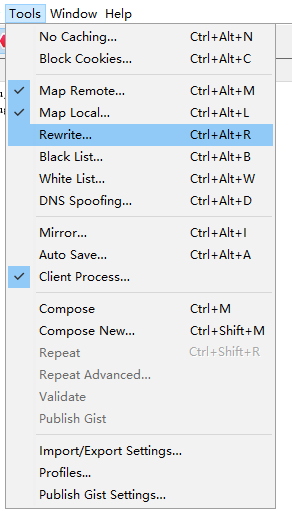 Tools Window Help
No Caching... Ctrl+Alt+N
Block Cookies... Ctrl+Alt+C
Map Remote... Ctrl+Alt+M
Map Local... Ctrl+Alt+L
Rewrite... Ctrl+Alt+R
Black List... Ctrl+Alt+B
White List... Ctrl+Alt+W
DNS Spoofing... Ctrl+Alt+D
Mirror... Ctrl+Alt+I
Auto Save... Ctrl+Alt+A
Client Process...
Compose Ctrl+M
Compose New... Ctrl+Shift+M
Repeat Ctrl+Shift+R
Repeat Advanced...
Validate
Publish Gist
Import/Export Settings...
Profiles...
Publish Gist Settings...